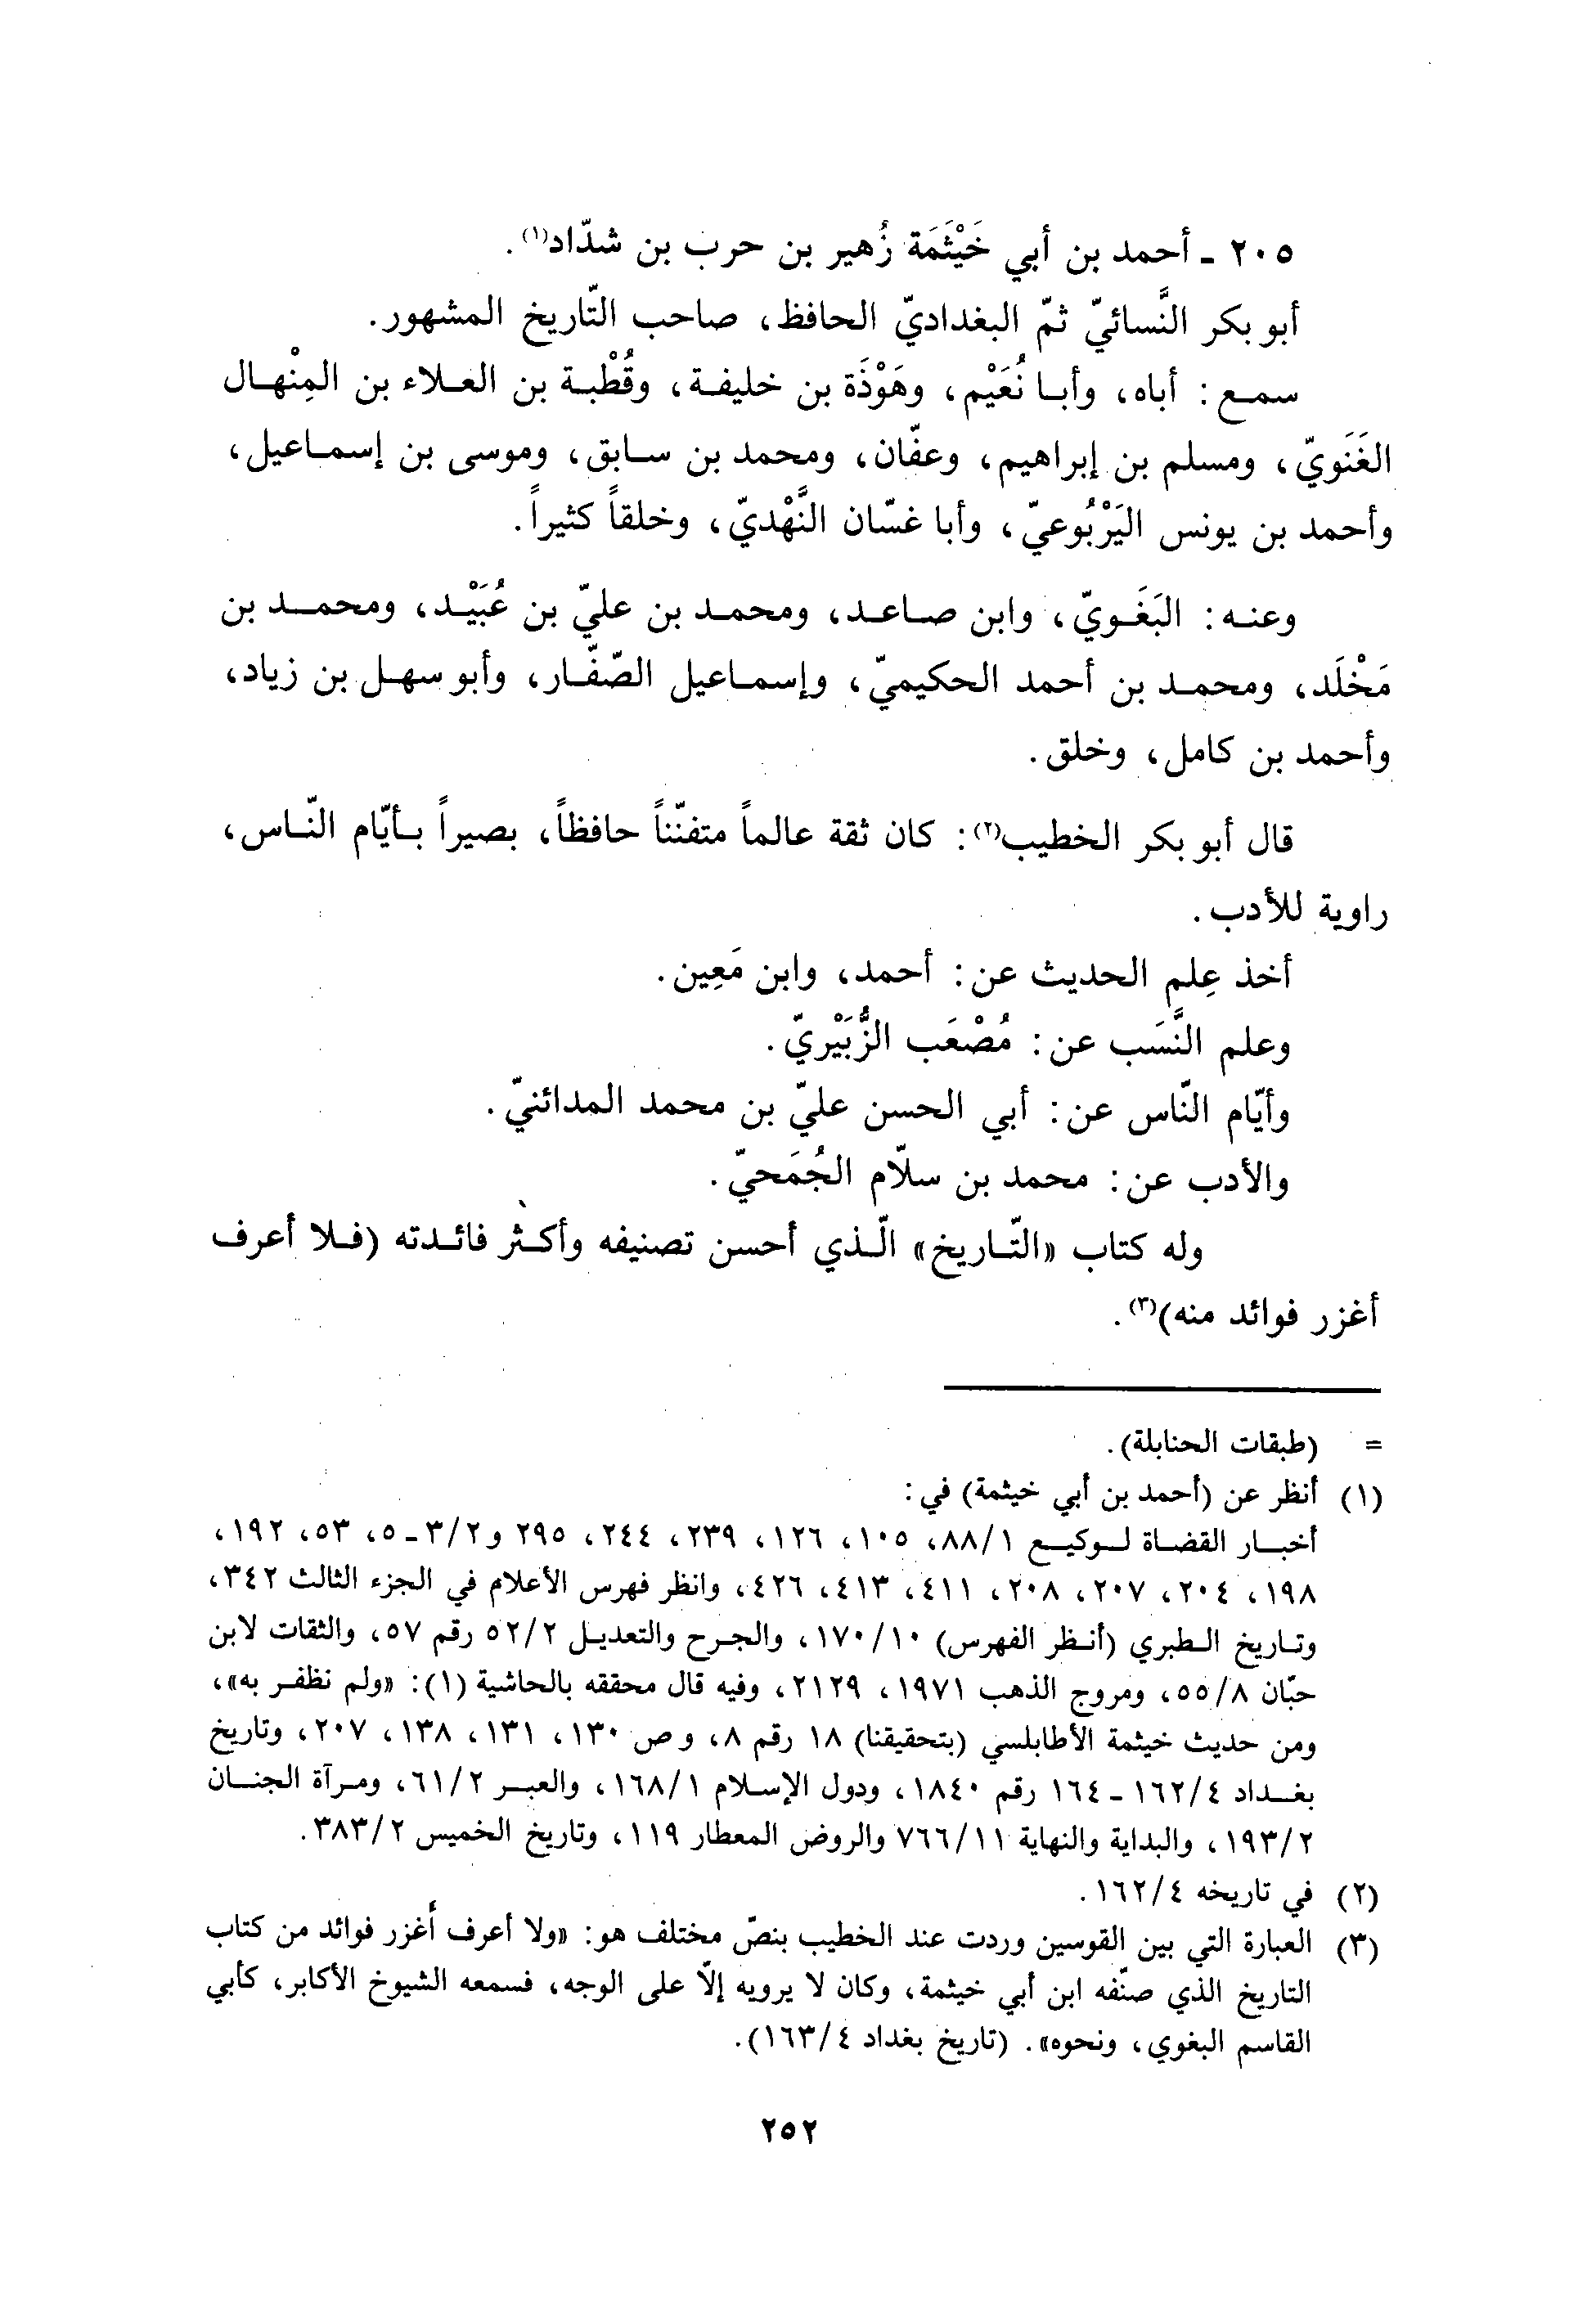 ٢٠٥ - أحمد بن أبي خَيْثَمَة زُهير بن حرب بن شدّاد(١).
أبو بكر النَّسائيّ ثمّ البغداديّ الحافظ، صاحب التّاريخ المشهور.
سمع: أباه، وأبا نُعَيْم، وهَوْذَة بن خليفة، وقُطْبة بن العلاء بن المِنْهال
الغَنَويّ، ومسلم بن إبراهيم، وعفّان، ومحمد بن سابق، وموسى بن إسماعيل،
وأحمد بن يونس اليَرْبُوعيّ، وأبا غسّان النَّهْديّ، وخلقاً كثيراً.
وعنه: البَغَويّ، وابن صاعد، ومحمد بن عليّ بن عُبَيْد، ومحمد بن
مَخْلَد، ومحمد بن أحمد الحكيميّ، وإسماعيل الصّفّار، وأبو سهل بن زياد،
وأحمد بن كامل، وخلق.
قال أبو بكر الخطيب(٢): كان ثقة عالماً متفنّناً حافظاً، بصيراً بأيّام النّاس،
راوية للأدب.
أخذ عِلم الحديث عن: أحمد، وابن مَعِين.
وعلم النَّسَب عن: مُصْعَب الزُّبَيْريّ.
وأيّام النّاس عن: أبي الحسن عليّ بن محمد المدائنيّ.
والأدب عن: محمد بن سلّام الجُمَحيّ.
وله كتاب «التّاريخ» الّذي أحسن تصنيفه وأكثر فائدته (فلا أعرف
أغزر فوائد منه)(٣).
= (طبقات الحنابلة).
(١) أنظر عن (أحمد بن أبي خيثمة) في:
أخبار القضاة لوكيع ٨٨/١، ١٠٥، ١٢٦، ٢٣٩، ٢٤٤، ٢٩٥ و٣/٢ - ٥، ٥٣، ١٩٢،
١٩٨، ٢٠٤، ٢٠٧، ٢٠٨، ٤١١، ٤١٣، ٤٢٦، وانظر فهرس الأعلام في الجزء الثالث ٣٤٢،
وتاريخ الطبري (أنظر الفهرس) ١٧٠/١٠، والجرح والتعديل ٥٢/٢ رقم ٥٧، والثقات لابن
حبّان ٥٥/٨، ومروج الذهب ١٩٧١، ٢١٢٩، وفيه قال محققه بالحاشية (١): «ولم نظفر به»،
ومن حديث خيثمة الأطابلسي (بتحقيقنا) ١٨ رقم ٨، وص ١٣٠، ١٣١، ١٣٨، ٢٠٧، وتاريخ
بغداد ١٦٢/٤ - ١٦٤ رقم ١٨٤٠، ودول الإسلام ١٦٨/١، والعبر ٦١/٢، ومرآة الجنان
١٩٣/٢، والبداية والنهاية ٧٦٦/١١ والروض المعطار ١١٩، وتاريخ الخميس ٣٨٣/٢.
(٢) في تاريخه ١٦٢/٤.
(٣) العبارة التي بين القوسين وردت عند الخطيب بنصّ مختلف هو: «ولا أعرف أغزر فوائد من كتاب
التاريخ الذي صنّفه ابن أبي خيثمة، وكان لا يرويه إلّا على الوجه، فسمعه الشيوخ الأكابر، كأبي
القاسم البغوي، ونحوه». (تاريخ بغداد ١٦٣/٤).
٢٥٢